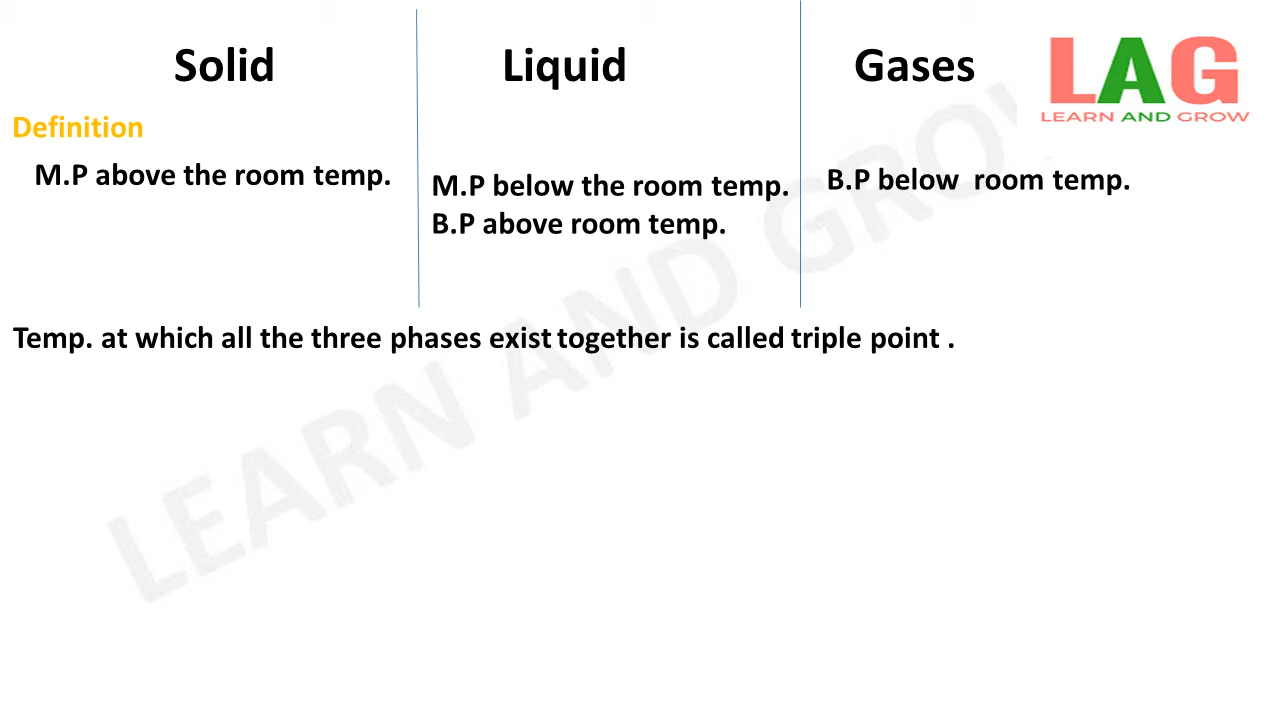 Solid
Liquid
Gases
LAG
LEARN AND GROW
Definition
M.P above the room temp.
M.P below the room temp.
B.P above room temp.
B.P below room temp.
Temp. at which all the three phases exist together is called triple point .
LEARN AND GROW